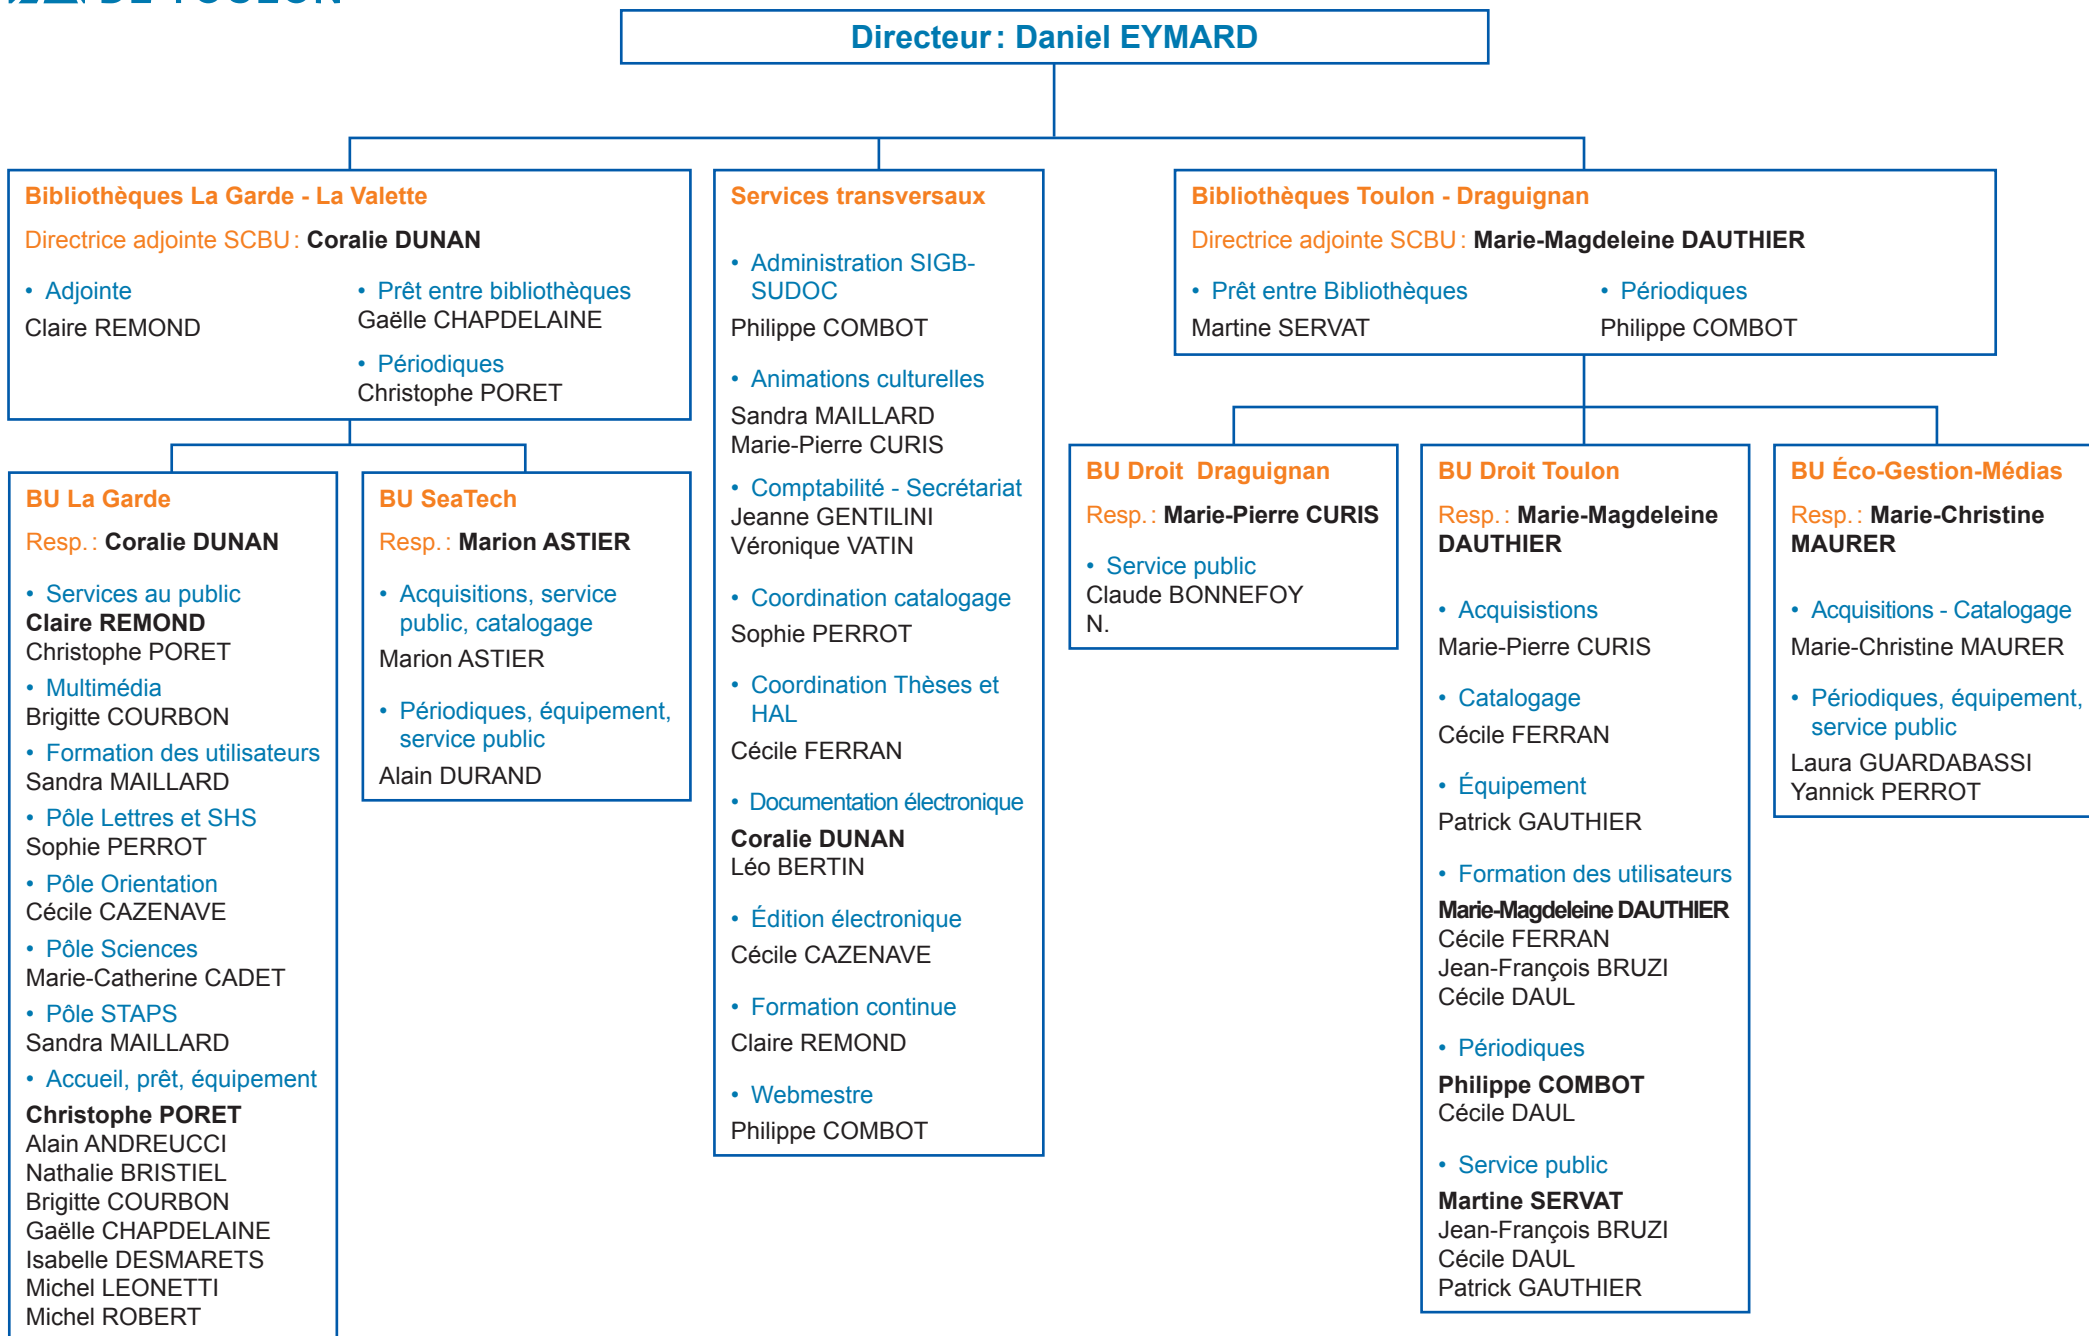 DE TOULON
Directeur : Daniel EYMARD
Bibliothèques La Garde - La Valette
Directrice adjointe SCBU : Coralie DUNAN
• Adjointe
Claire REMOND
• Prêt entre bibliothèques
Gaëlle CHAPDELAINE
• Périodiques
Christophe PORET
BU La Garde
Resp. : Coralie DUNAN
• Services au public
Claire REMOND
Christophe PORET
• Multimédia
Brigitte COURBON
• Formation des utilisateurs
Sandra MAILLARD
• Pôle Lettres et SHS
Sophie PERROT
• Pôle Orientation
Cécile CAZENAVE
• Pôle Sciences
Marie-Catherine CADET
• Pôle STAPS
Sandra MAILLARD
• Accueil, prêt, équipement
Christophe PORET
Alain ANDREUCCI
Nathalie BRISTIEL
Brigitte COURBON
Gaëlle CHAPDELAINE
Isabelle DESMARETS
Michel LEONETTI
Michel ROBERT
BU SeaTech
Resp. : Marion ASTIER
• Acquisitions, service
public, catalogage
Marion ASTIER
• Périodiques, équipement,
service public
Alain DURAND
Services transversaux
• Administration SIGB-
SUDOC
Philippe COMBOT
• Animations culturelles
Sandra MAILLARD
Marie-Pierre CURIS
• Comptabilité - Secrétariat
Jeanne GENTILINI
Véronique VATIN
• Coordination catalogage
Sophie PERROT
• Coordination Thèses et
HAL
Cécile FERRAN
• Documentation électronique
Coralie DUNAN
Léo BERTIN
• Édition électronique
Cécile CAZENAVE
• Formation continue
Claire REMOND
• Webmestre
Philippe COMBOT
Bibliothèques Toulon - Draguignan
Directrice adjointe SCBU : Marie-Magdeleine DAUTHIER
• Prêt entre Bibliothèques
Martine SERVAT
• Périodiques
Philippe COMBOT
BU Droit Draguignan
Resp. : Marie-Pierre CURIS
• Service public
Claude BONNEFOY
N.
BU Droit Toulon
Resp. : Marie-Magdeleine
DAUTHIER
• Acquisistions
Marie-Pierre CURIS
• Catalogage
Cécile FERRAN
• Équipement
Patrick GAUTHIER
• Formation des utilisateurs
Marie-Magdeleine DAUTHIER
Cécile FERRAN
Jean-François BRUZI
Cécile DAUL
• Périodiques
Philippe COMBOT
Cécile DAUL
• Service public
Martine SERVAT
Jean-François BRUZI
Cécile DAUL
Patrick GAUTHIER
BU Éco-Gestion-Médias
Resp. : Marie-Christine
MAURER
• Acquisitions - Catalogage
Marie-Christine MAURER
• Périodiques, équipement,
service public
Laura GUARDABASSI
Yannick PERROT